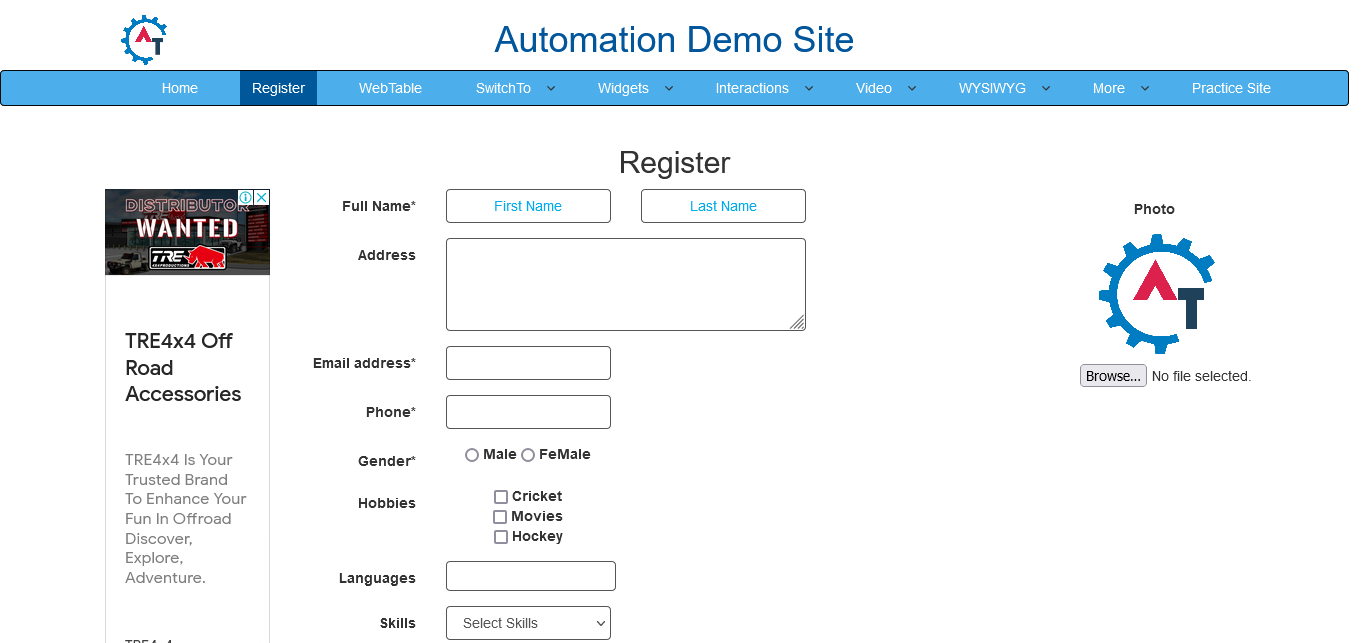 AT
Automation Demo Site
Home Register WebTable SwitchTo Widgets Interactions Video WYSIWYG More Practice Site
Register
DISTRIBUTOR
WANTED
TRE
TRE4x4 Off
Road
Accessories
TRE4x4 Is Your
Trusted Brand
To Enhance Your
Fun In Offroad
Discover,
Explore,
Adventure.
Full Name* First Name Last Name
Address
Email address*
Phone*
Gender* Male FeMale
Hobbies Cricket
Movies
Hockey
Languages
Skills Select Skills
Photo
AT
Browse... No file selected.